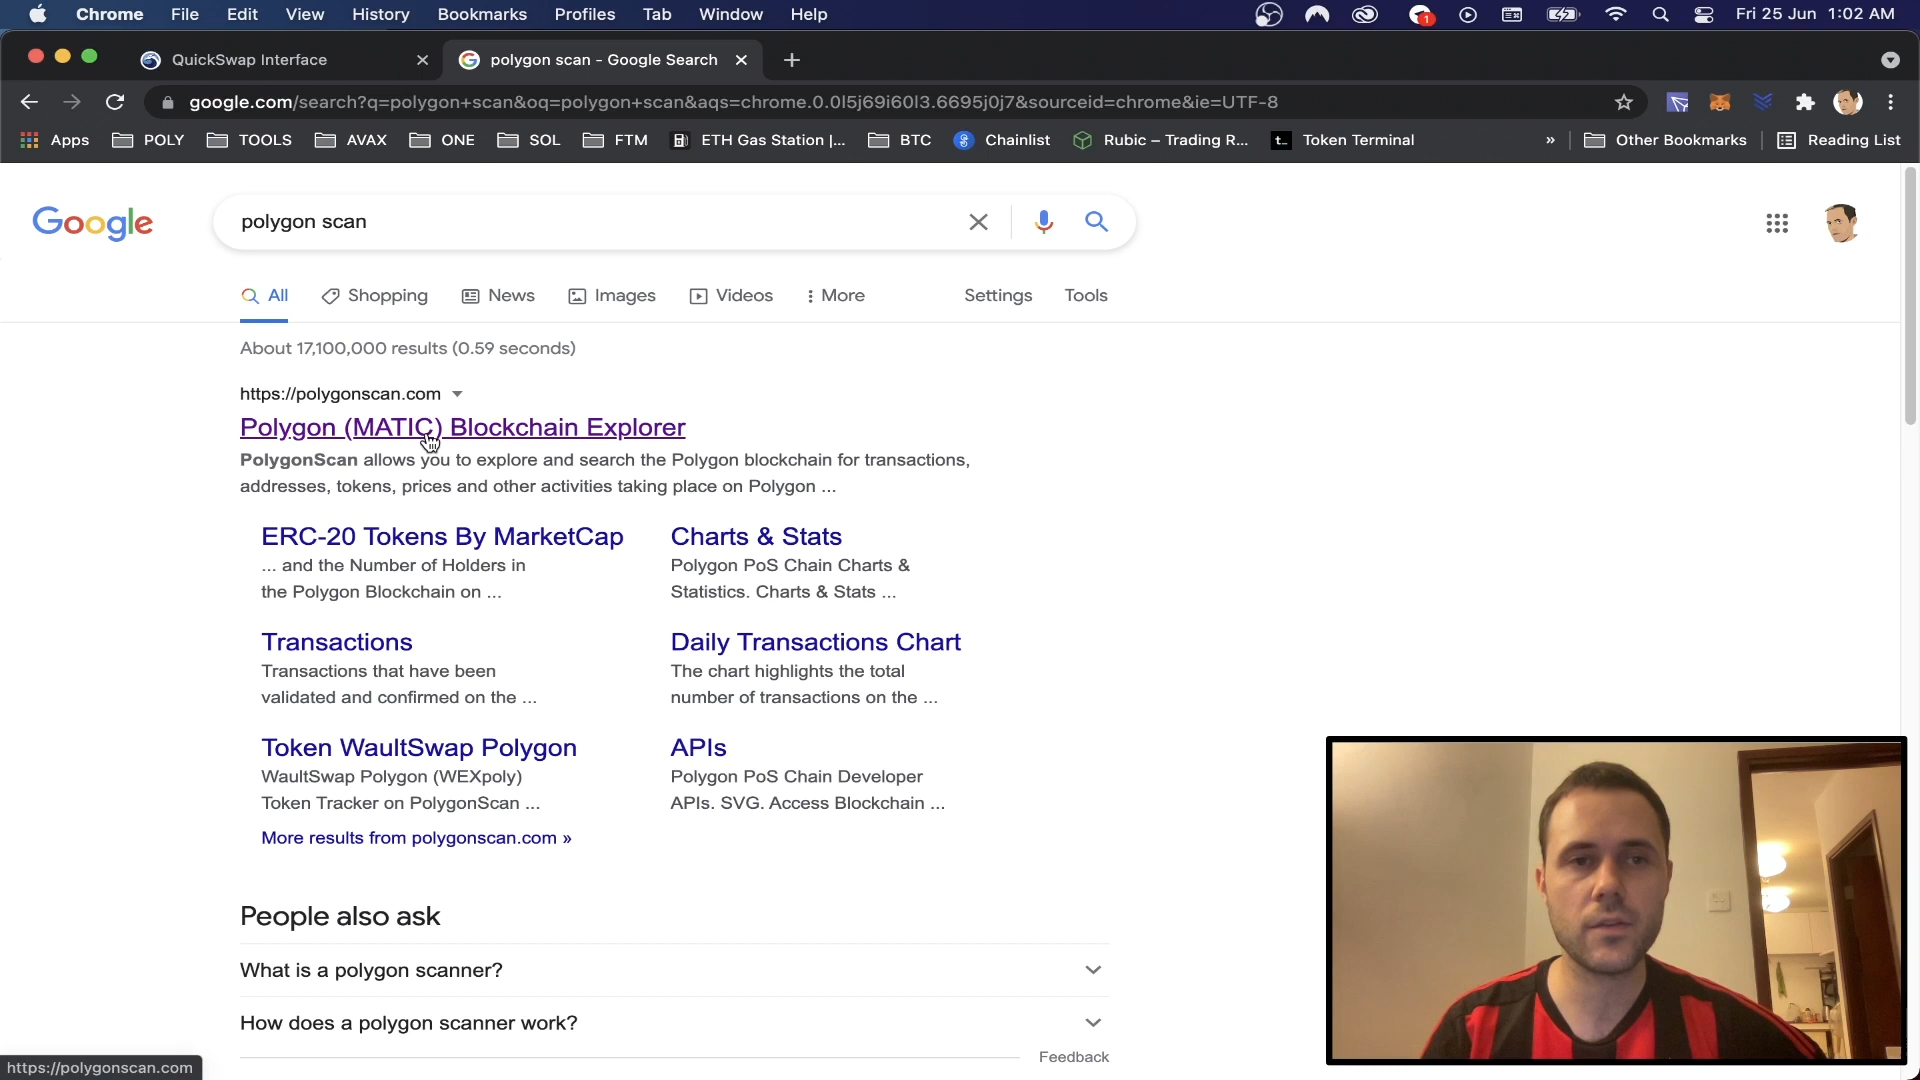 Chrome File Edit View History Bookmarks Profiles Tab Window Help
1
Fri 25 Jun 1:02 AM
QuickSwap Interface
polygon scan - Google Search
google.com/search?q=polygon+scan&oq=polygon+scan&aqs=chrome.0.0l5j69i60l3.6695j0j7&sourceid=chrome&ie=UTF-8
Apps POLY TOOLS AVAX ONE SOL FTM ETH Gas Station |... BTC Chainlist Rubic – Trading R... t_ Token Terminal » Other Bookmarks Reading List
Google
polygon scan
All Shopping News Images Videos More Settings Tools
About 17,100,000 results (0.59 seconds)
https://polygonscan.com
Polygon (MATIC) Blockchain Explorer
PolygonScan allows you to explore and search the Polygon blockchain for transactions,
addresses, tokens, prices and other activities taking place on Polygon ...
ERC-20 Tokens By MarketCap
... and the Number of Holders in
the Polygon Blockchain on ...
Charts & Stats
Polygon PoS Chain Charts &
Statistics. Charts & Stats ...
Transactions
Transactions that have been
validated and confirmed on the ...
Daily Transactions Chart
The chart highlights the total
number of transactions on the ...
Token WaultSwap Polygon
WaultSwap Polygon (WEXpoly)
Token Tracker on PolygonScan ...
APIs
Polygon PoS Chain Developer
APIs. SVG. Access Blockchain ...
More results from polygonscan.com »
People also ask
What is a polygon scanner?
How does a polygon scanner work?
Feedback
https://polygonscan.com